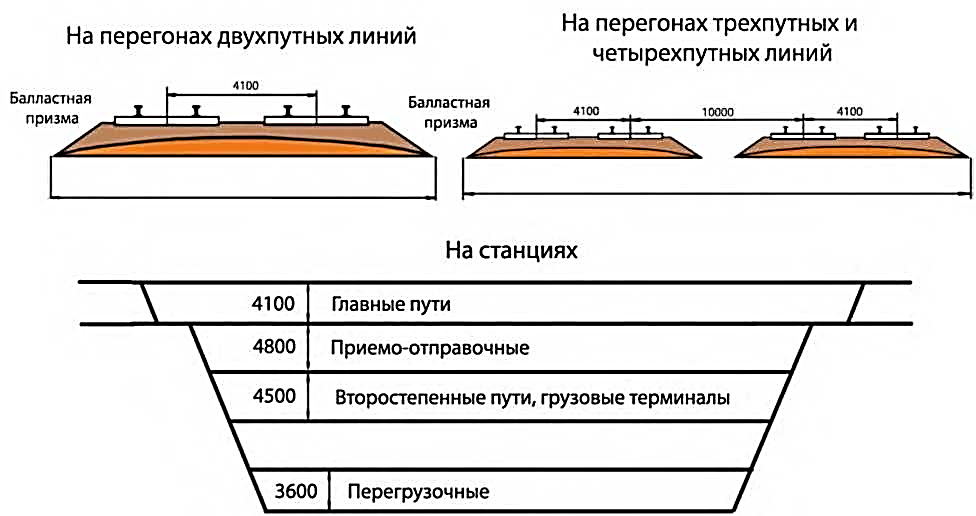 На перегонах двухпутных линий
На перегонах трехпутных и
четырехпутных линий
Балластная
призма
4100
Балластная
призма
4100
10000
4100
На станциях
4100 Главные пути
4800 Приемо-отправочные
4500 Второстепенные пути, грузовые терминалы
3600 Перегрузочные